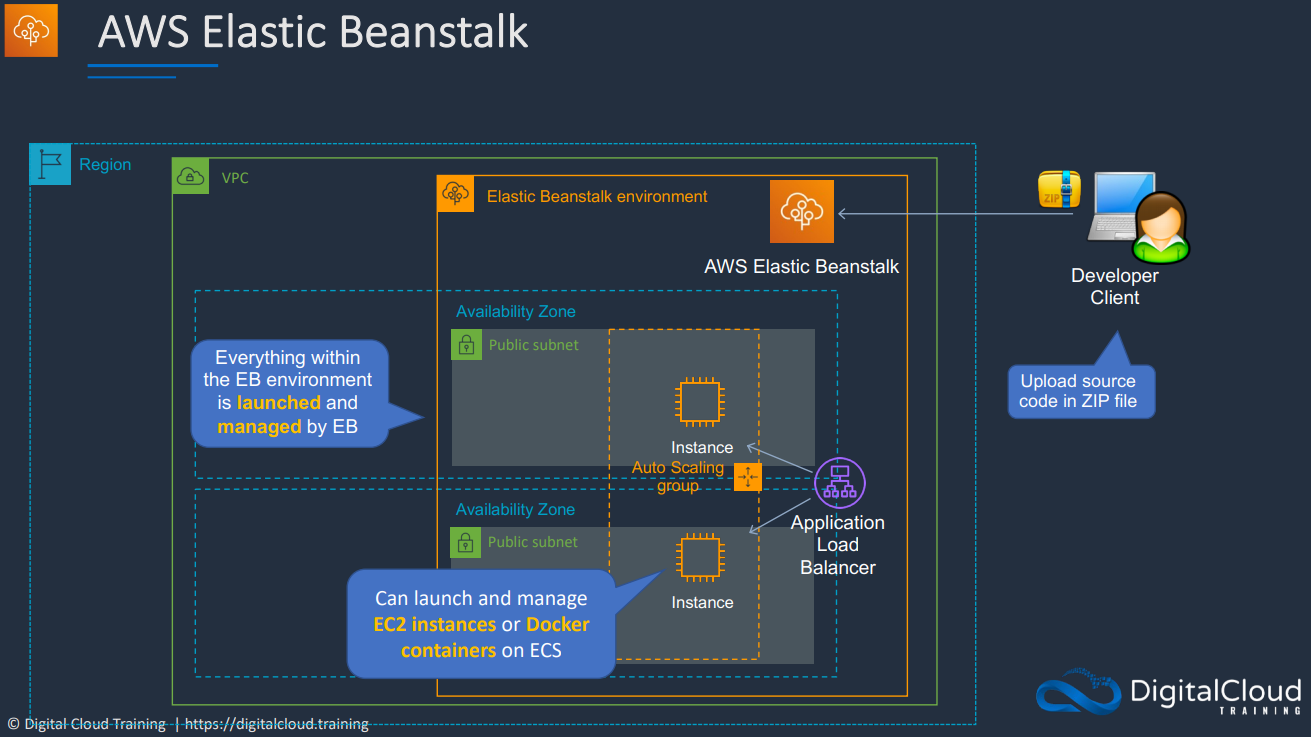 AWS Elastic Beanstalk
Region
VPC
Elastic Beanstalk environment
ZIP
AWS Elastic Beanstalk
Developer
Client
Availability Zone
Public subnet
Everything within
the EB environment
is launched and
managed by EB
Upload source
code in ZIP file
Instance
Auto Scaling
group
Availability Zone
Public subnet
Application
Load
Balancer
Can launch and manage
EC2 instances or Docker
containers on ECS
Instance
DigitalCloud
TRAINING
© Digital Cloud Training | https://digitalcloud.training